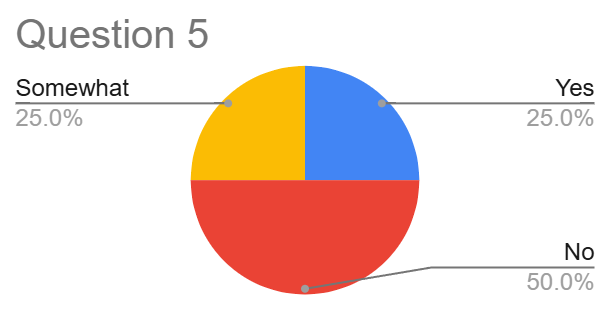 Question 5
Somewhat
25.0%
Yes
25.0%
No
50.0%